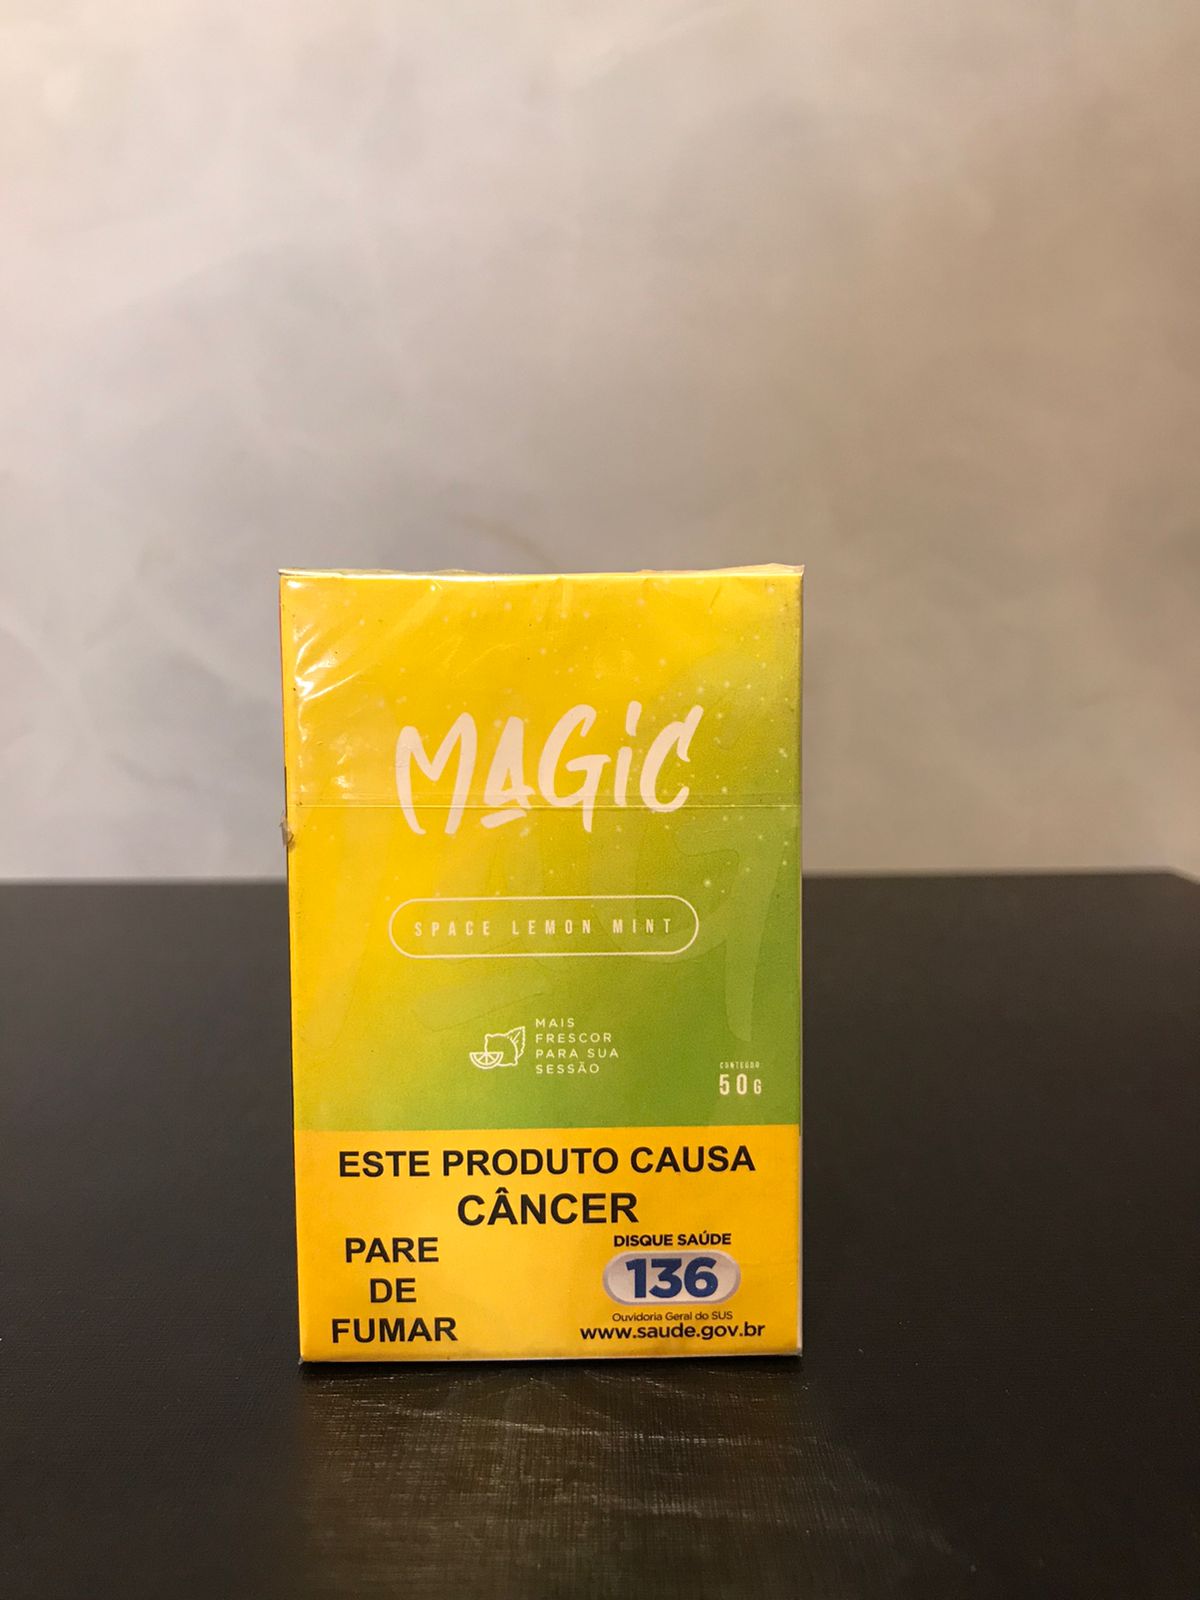 MAGiC
SPACE LEMON MINT
MAIS
FRESCOR
PARA SUA
SESSÃO
CONTEÚDO
50G
ESTE PRODUTO CAUSA
CÂNCER
PARE
DE
FUMAR
DISQUE SAÚDE
136
Ouvidoria Geral do SUS
www.saude.gov.br